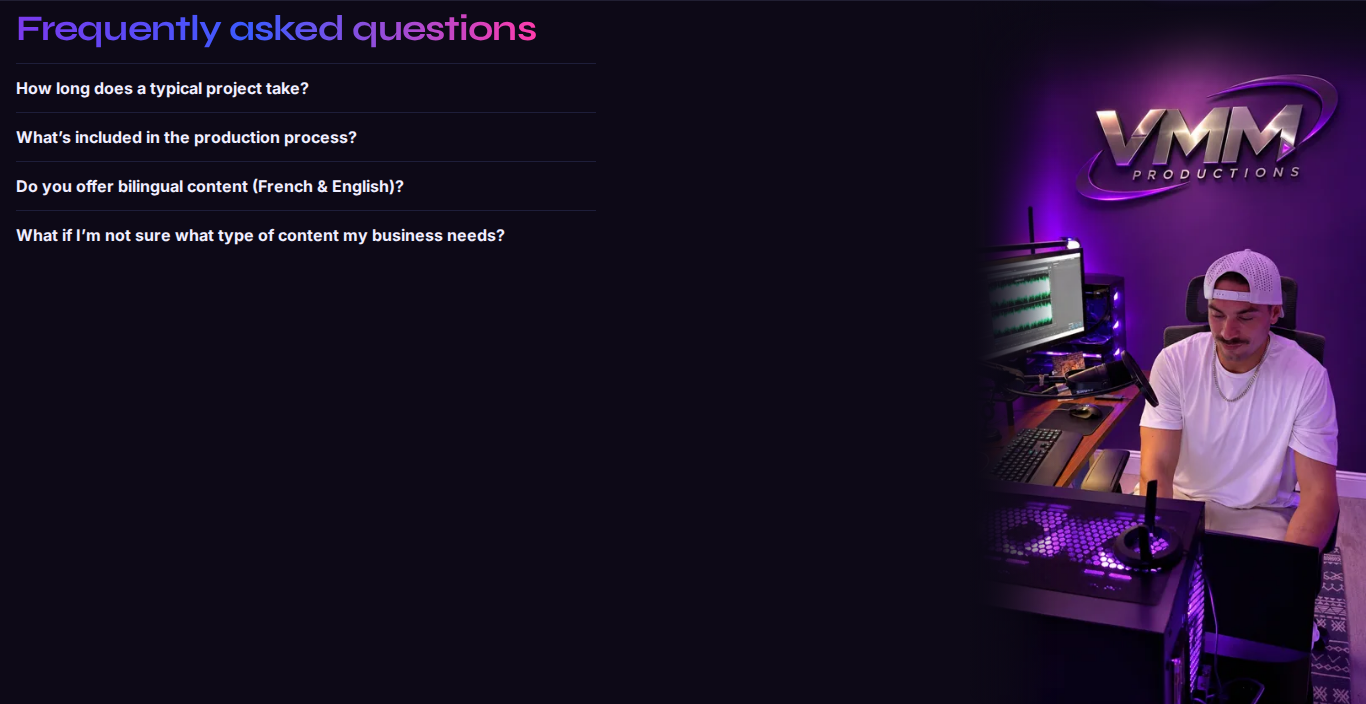 Frequently asked questions
How long does a typical project take?
What’s included in the production process?
Do you offer bilingual content (French & English)?
What if I’m not sure what type of content my business needs?
VMM
PRODUCTIONS